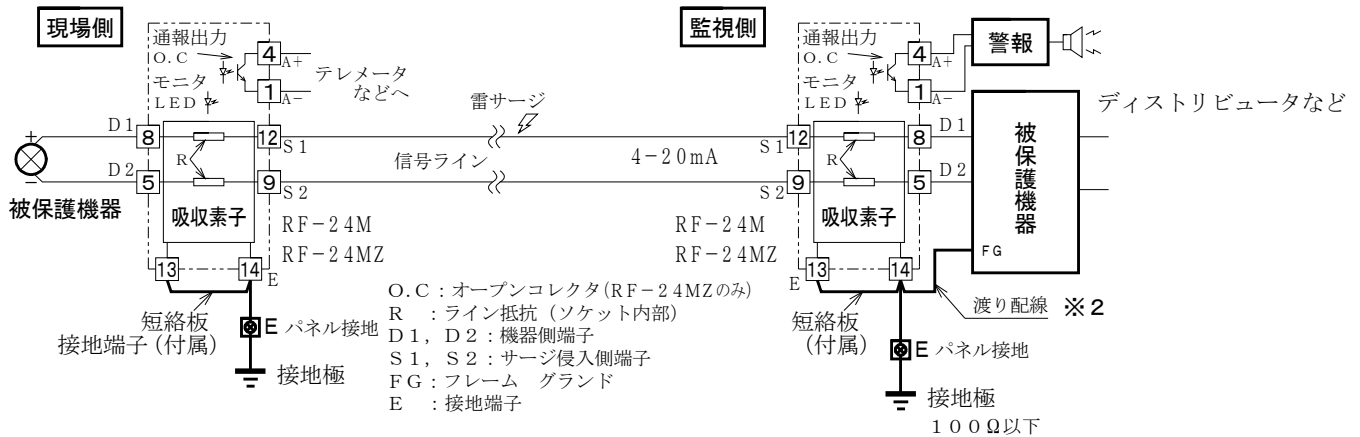 現場側
通報出力
O.C
モニタ
LED
4
A+
1
A-
テレメータ
などへ
雷サージ
D1
8
12
S1
R
信号ライン
4-20mA
+
-
D2
5
9
S2
被保護機器
吸収素子
RF-24M
RF-24MZ
13
14
E
短絡板
接地端子(付属)
E パネル接地
接地極
O.C:オープンコレクタ(RF-24MZのみ)
R :ライン抵抗(ソケット内部)
D1,D2:機器側端子
S1,S2:サージ侵入側端子
FG:フレーム グランド
E :接地端子
監視側
通報出力
O.C
モニタ
LED
4
A+
1
A-
警報
ディストリビュータなど
S1
12
8
D1
R
S2
9
5
D2
吸収素子
被保護機器
FG
RF-24M
RF-24MZ
E
13
14
短絡板
(付属)
渡り配線 ※2
E パネル接地
接地極
100Ω以下